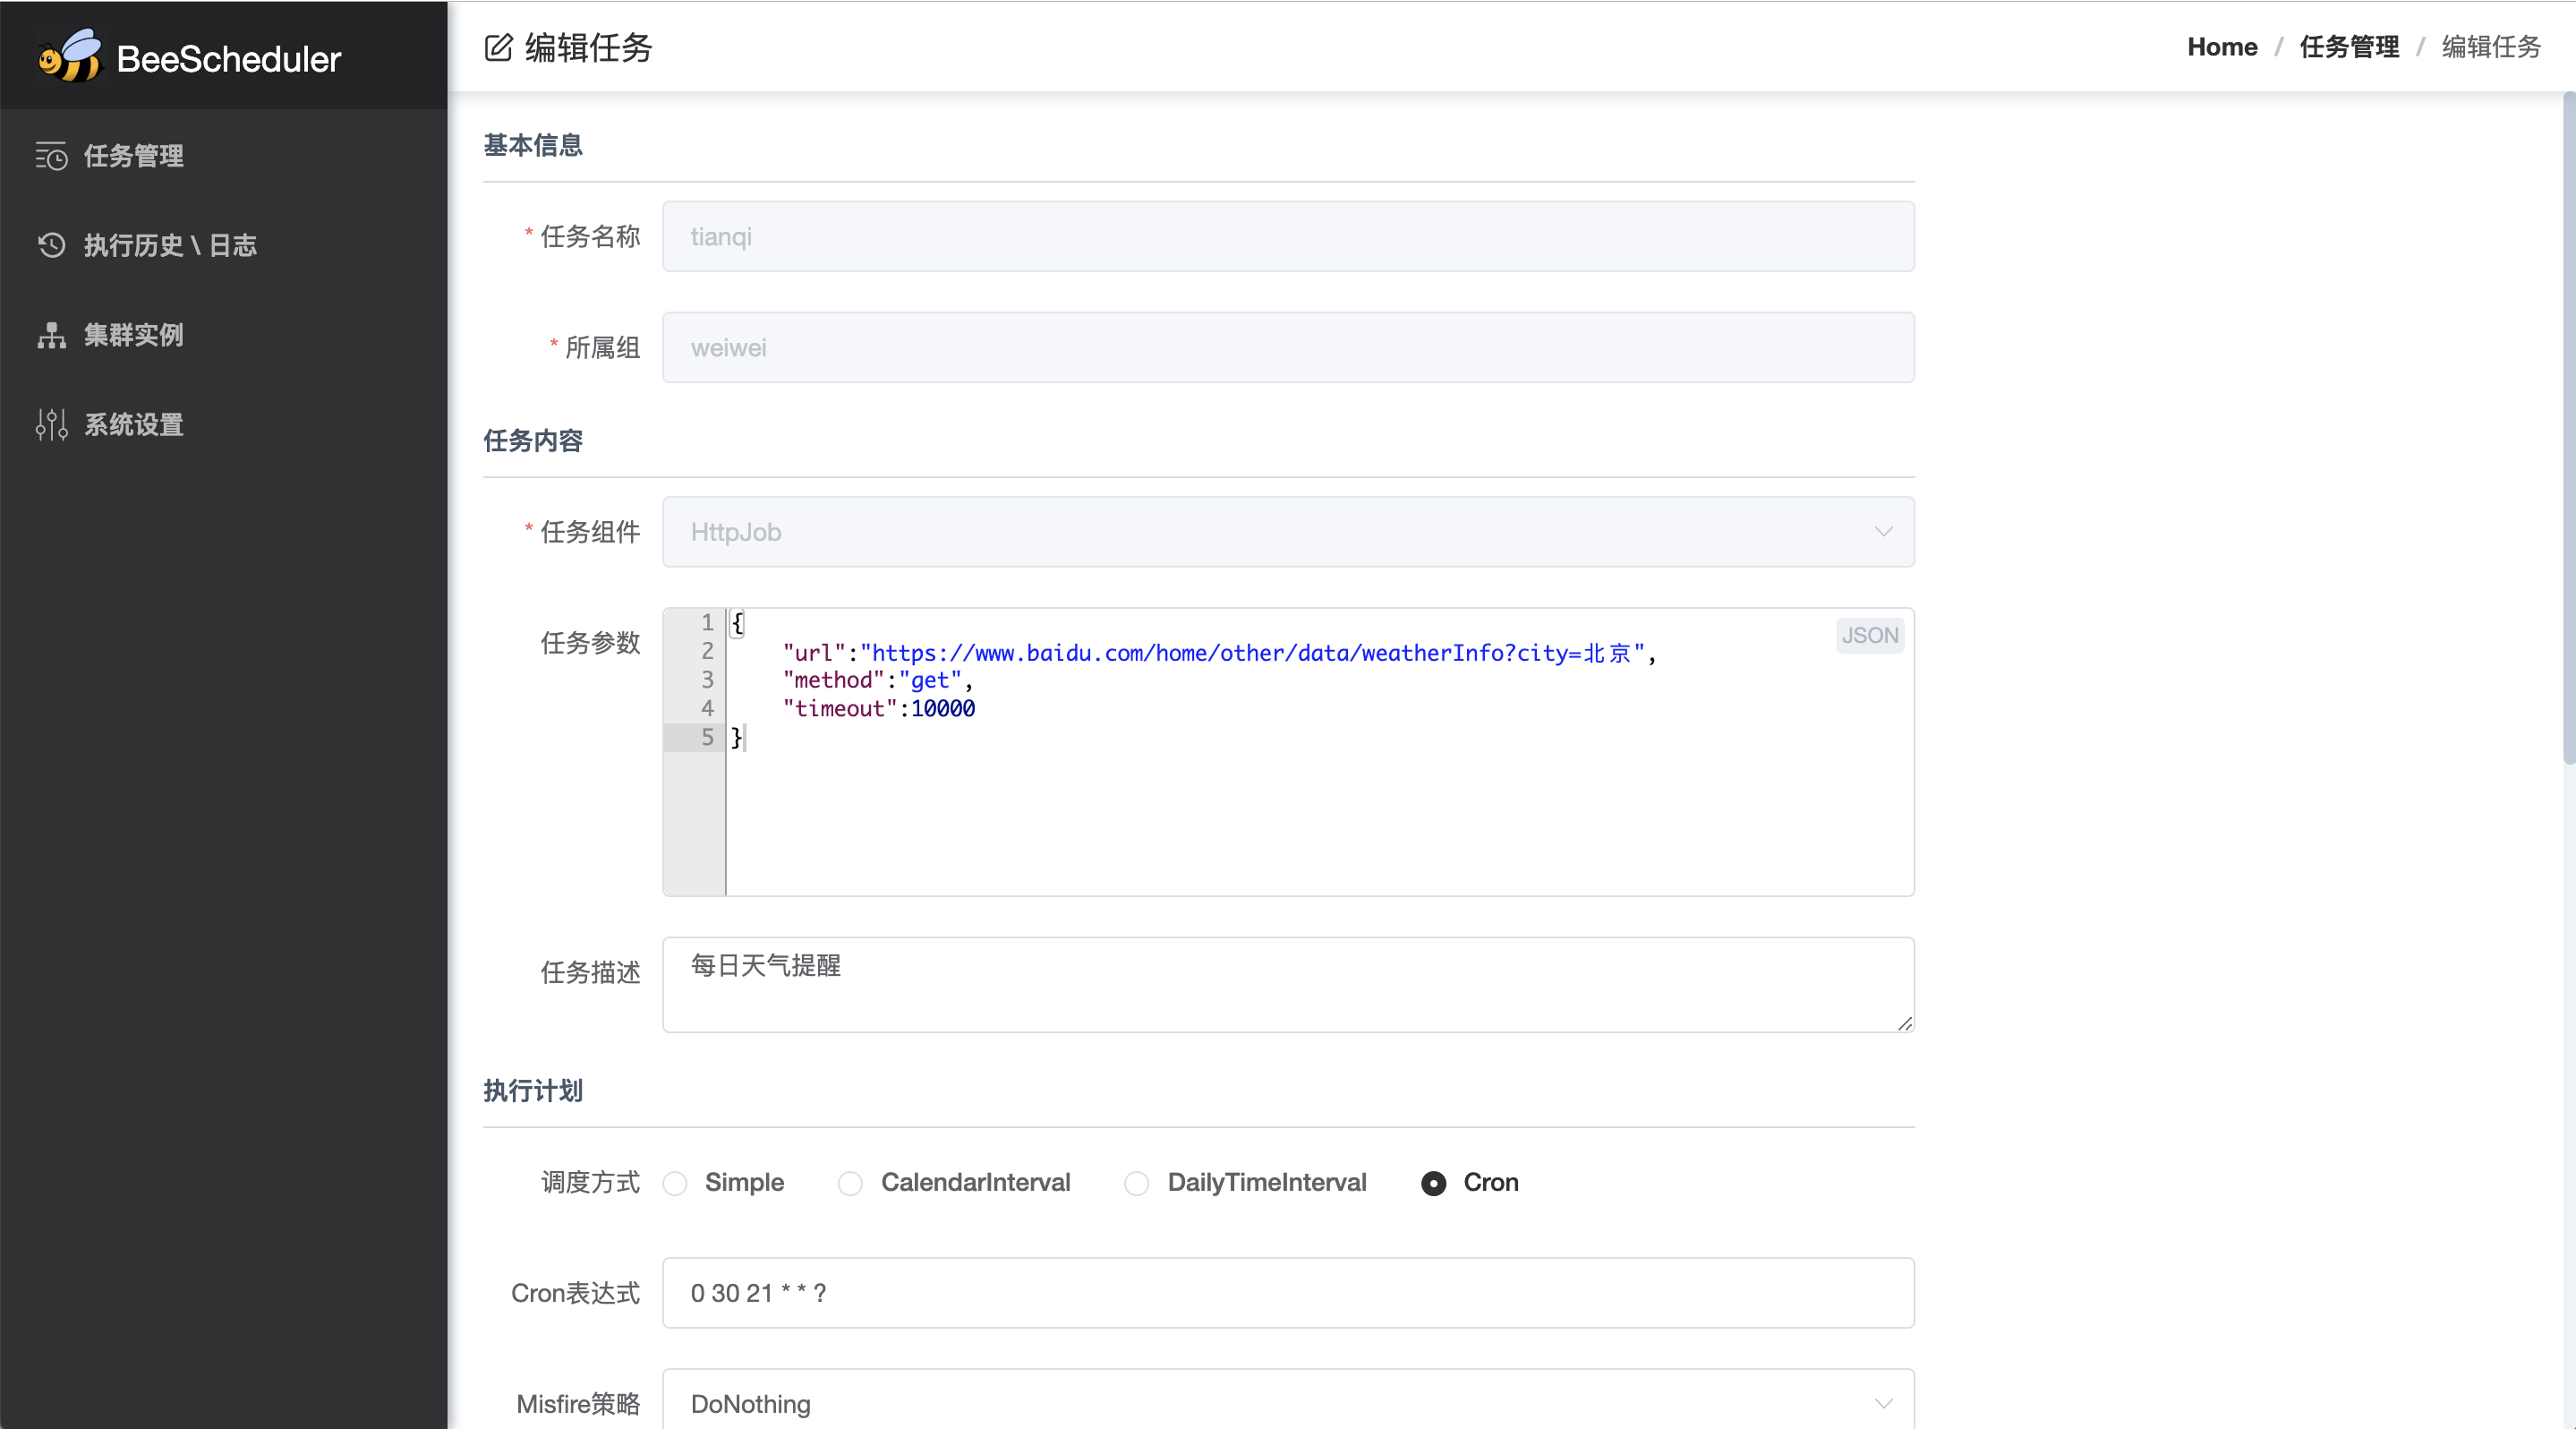 BeeScheduler
任务管理
执行历史 \ 日志
集群实例
系统设置
编辑任务
Home / 任务管理 / 编辑任务
基本信息
* 任务名称 tianqi
* 所属组 weiwei
任务内容
* 任务组件 HttpJob
任务参数
JSON
1 {
2 "url":"https://www.baidu.com/home/other/data/weatherInfo?city=北京",
3 "method":"get",
4 "timeout":10000
5 }
任务描述 每日天气提醒
执行计划
调度方式 Simple CalendarInterval DailyTimeInterval Cron
Cron表达式 0 30 21 * * ?
Misfire策略 DoNothing